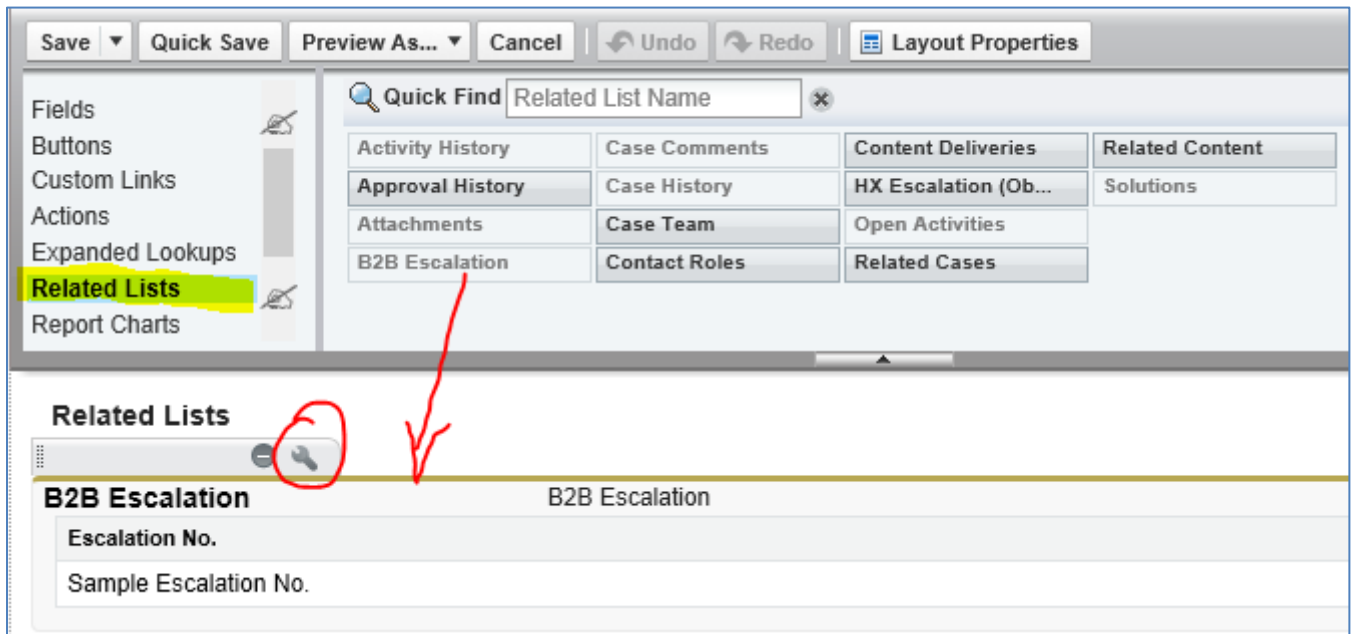 Save Quick Save Preview As... Cancel Undo Redo Layout Properties
Fields
Buttons
Custom Links
Actions
Expanded Lookups
Related Lists
Report Charts
Quick Find Related List Name
Activity History Case Comments Content Deliveries Related Content
Approval History Case History HX Escalation (Ob... Solutions
Attachments Case Team Open Activities
B2B Escalation Contact Roles Related Cases
Related Lists
B2B Escalation B2B Escalation
Escalation No.
Sample Escalation No.